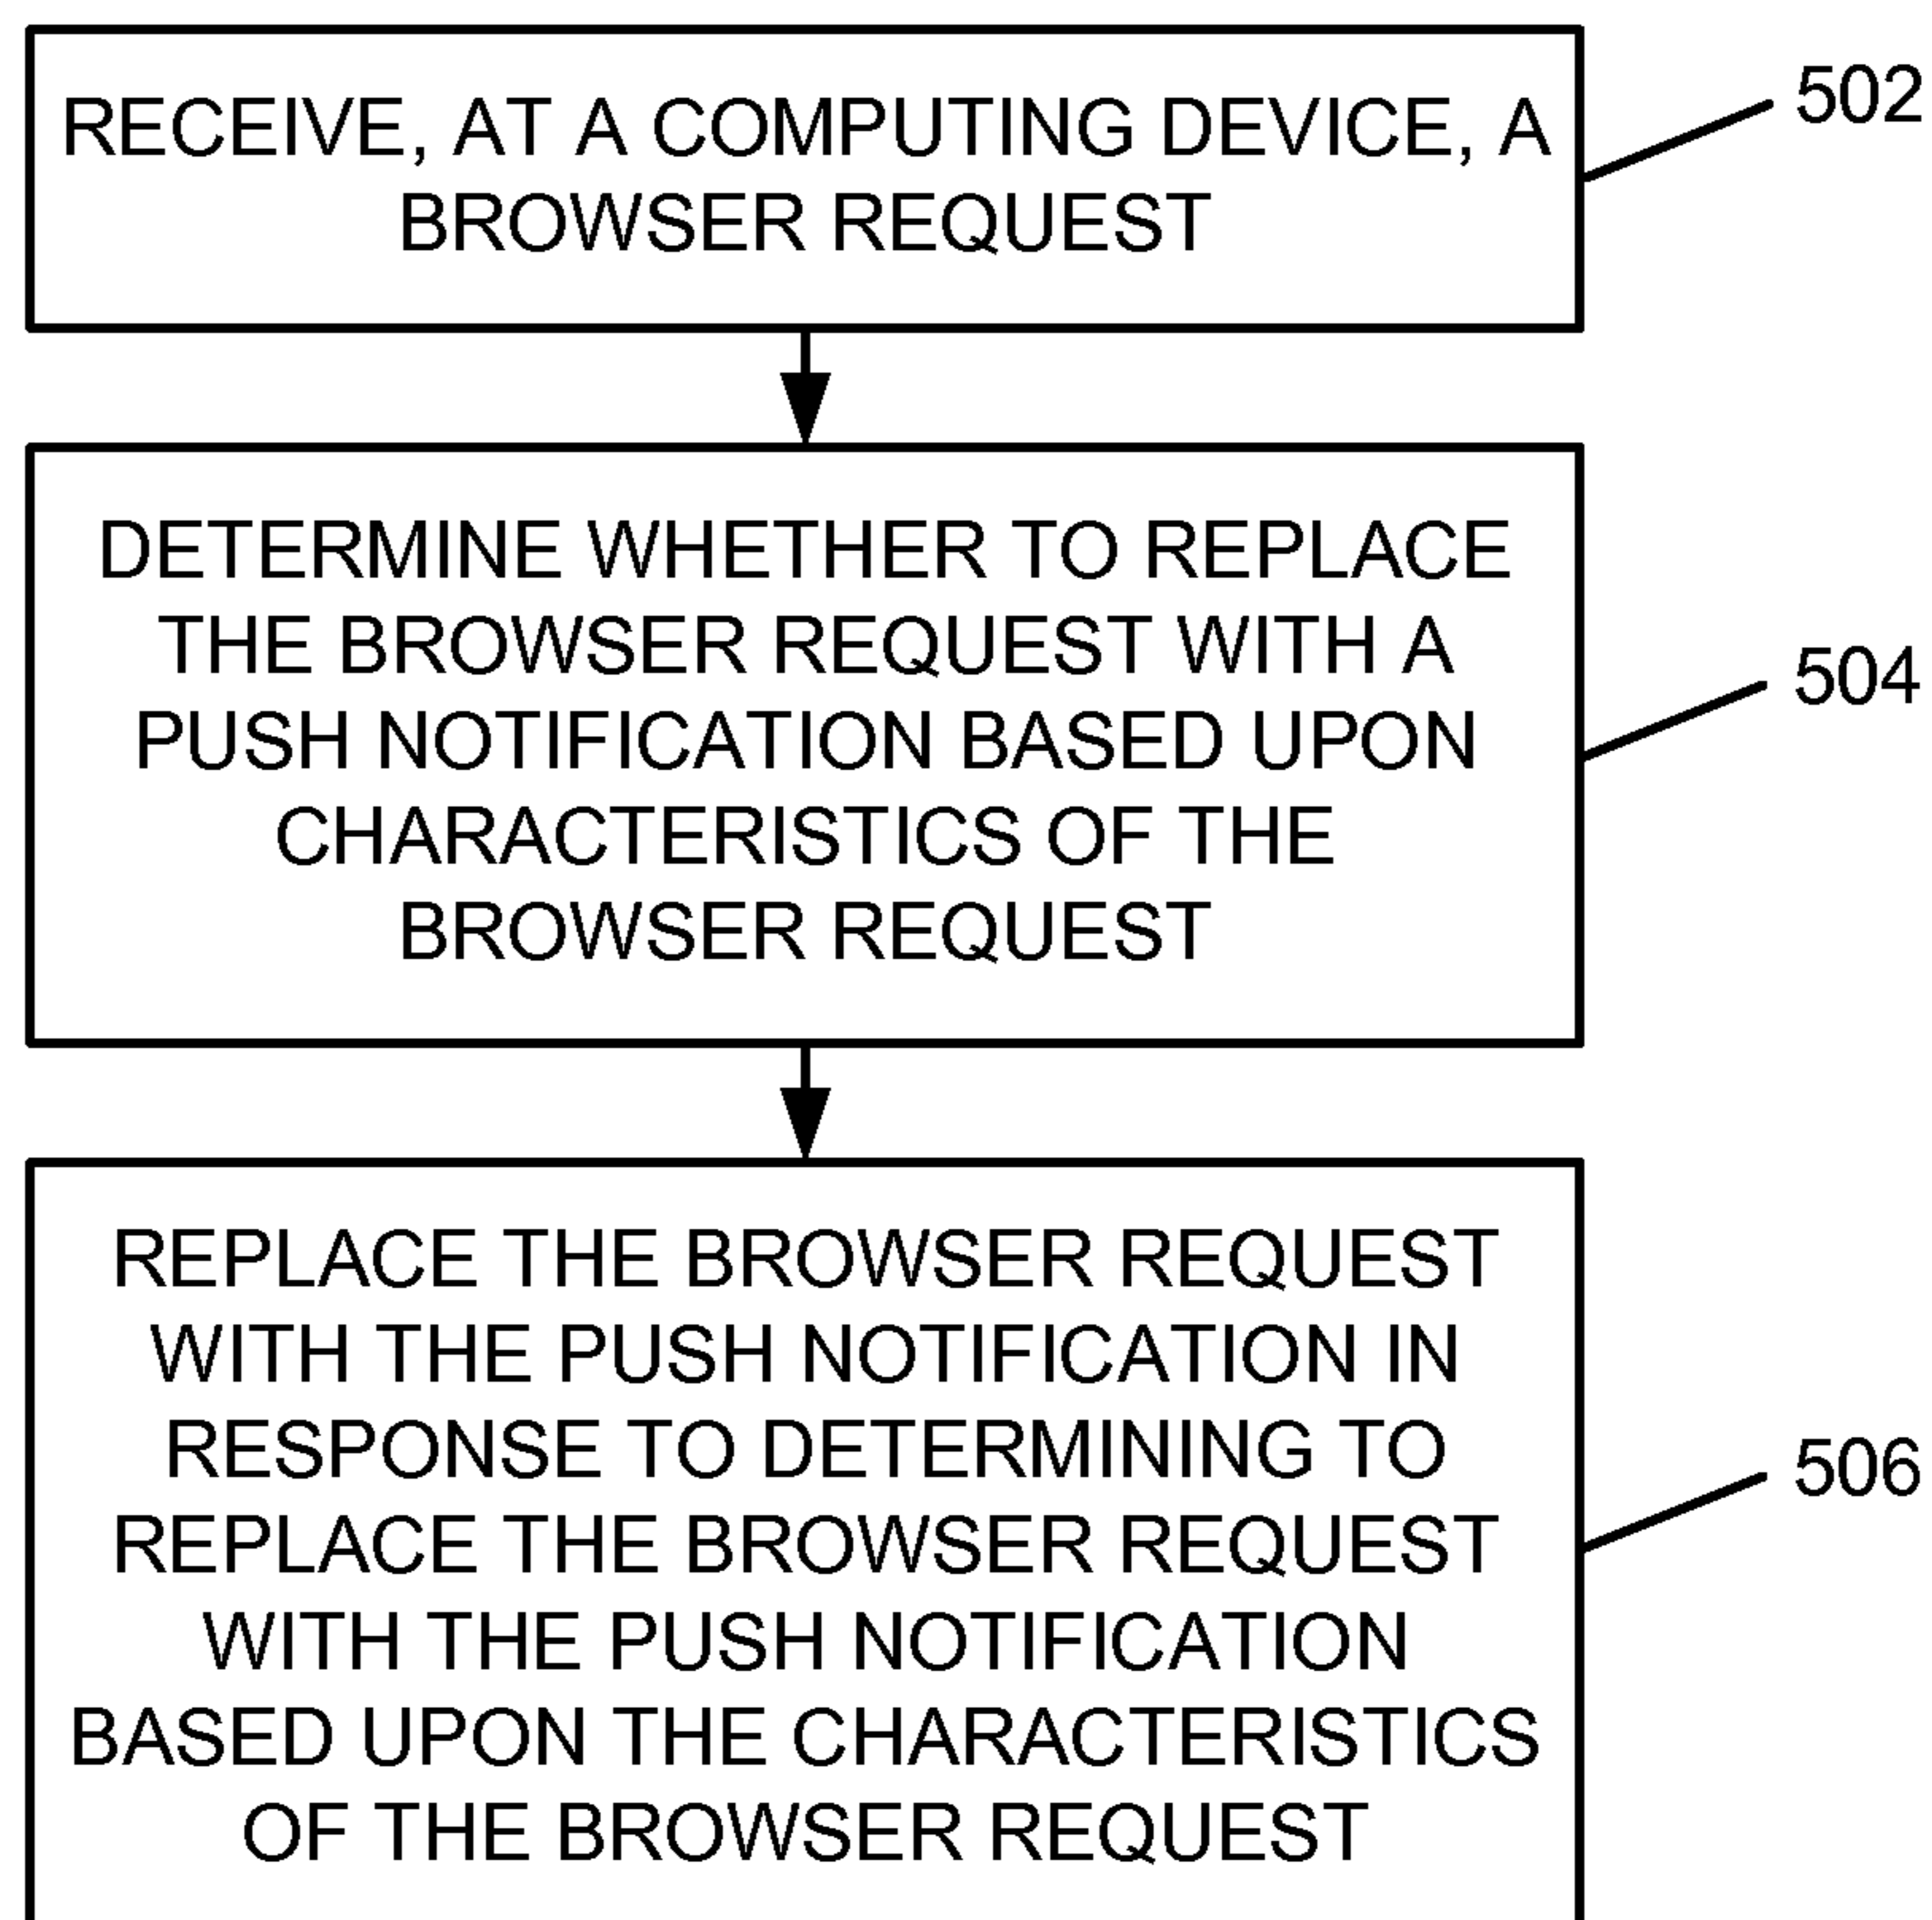 RECEIVE, AT A COMPUTING DEVICE, A
BROWSER REQUEST
502
DETERMINE WHETHER TO REPLACE
THE BROWSER REQUEST WITH A
PUSH NOTIFICATION BASED UPON
CHARACTERISTICS OF THE
BROWSER REQUEST
504
REPLACE THE BROWSER REQUEST
WITH THE PUSH NOTIFICATION IN
RESPONSE TO DETERMINING TO
REPLACE THE BROWSER REQUEST
WITH THE PUSH NOTIFICATION
BASED UPON THE CHARACTERISTICS
OF THE BROWSER REQUEST
506